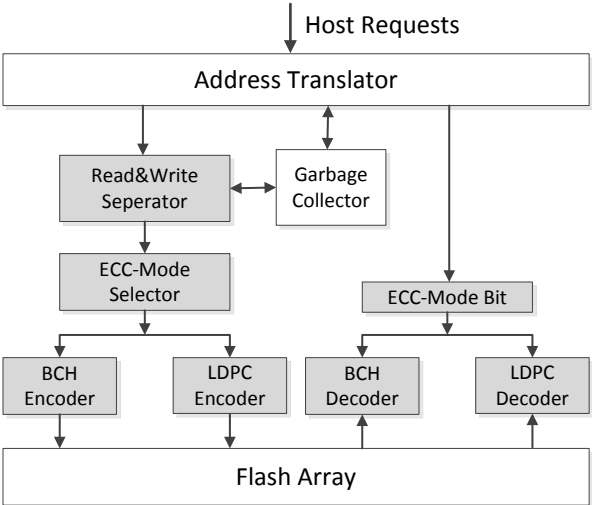 Host Requests
Address Translator
Read&Write
Seperator
Garbage
Collector
ECC-Mode
Selector
ECC-Mode Bit
BCH
Encoder
LDPC
Encoder
BCH
Decoder
LDPC
Decoder
Flash Array